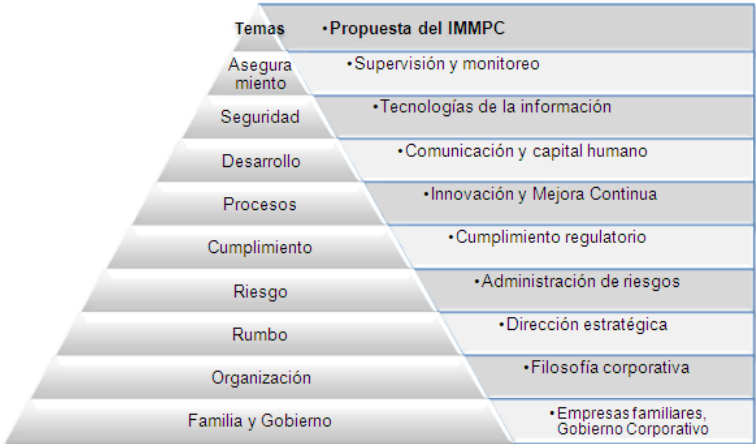 Temas
•Propuesta del IMMPC
Asegura
miento
•Supervisión y monitoreo
Seguridad
•Tecnologías de la información
Desarrollo
•Comunicación y capital humano
Procesos
•Innovación y Mejora Continua
Cumplimiento
•Cumplimiento regulatorio
Riesgo
•Administración de riesgos
Rumbo
•Dirección estratégica
Organización
•Filosofía corporativa
Familia y Gobierno
•Empresas familiares,
Gobierno Corporativo